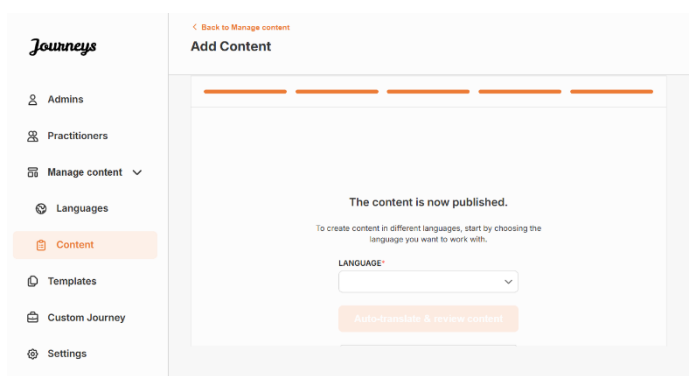 Journeys
Admins
Practitioners
Manage content
Languages
Content
Templates
Custom Journey
Settings
Back to Manage content
Add Content
The content is now published.
To create content in different languages, start by choosing the
language you want to work with.
LANGUAGE*
Auto-translate & review content